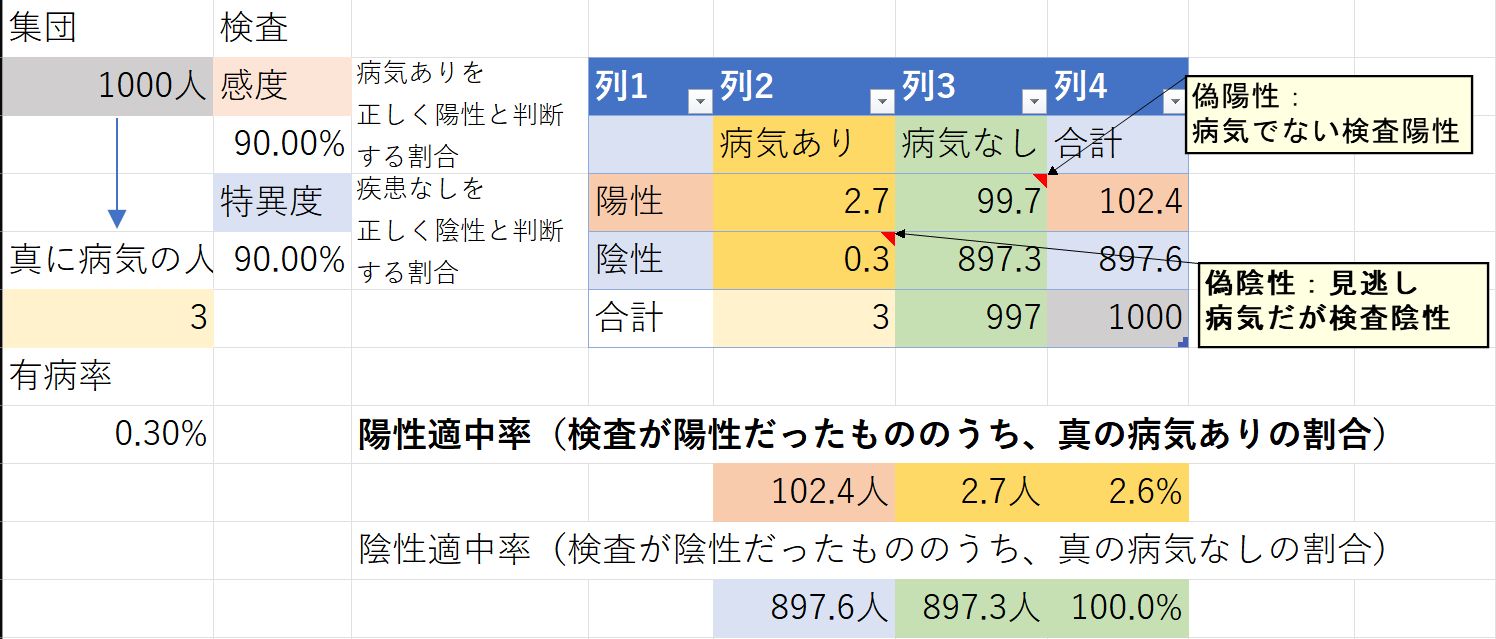 集団 検査
1000人 感度 病気ありを
正しく陽性と判断
する割合
90.00%
特異度 疾患なしを
正しく陰性と判断
する割合
真に病気の人 90.00%
3
有病率
0.30%
列1 列2 列3 列4
病気あり 病気なし 合計
陽性 2.7 99.7 102.4
陰性 0.3 897.3 897.6
合計 3 997 1000
偽陽性：
病気でない検査陽性
偽陰性：見逃し
病気だが検査陰性
陽性適中率（検査が陽性だったもののうち、真の病気ありの割合）
102.4人 2.7人 2.6%
陰性適中率（検査が陰性だったもののうち、真の病気なしの割合）
897.6人 897.3人 100.0%